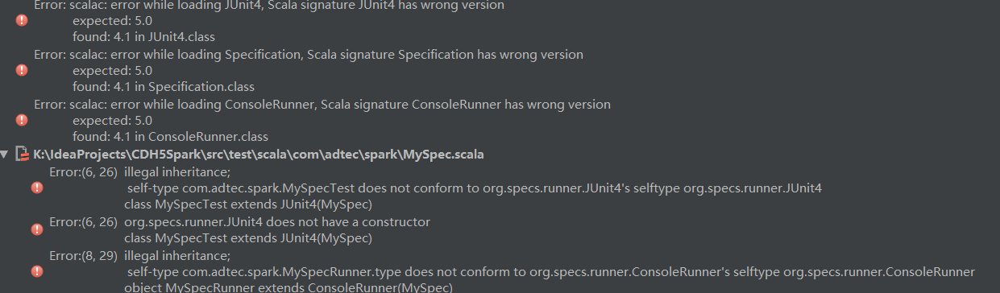 Error: scalac: error while loading JUnit4, Scala signature JUnit4 has wrong version
expected: 5.0
found: 4.1 in JUnit4.class
Error: scalac: error while loading Specification, Scala signature Specification has wrong version
expected: 5.0
found: 4.1 in Specification.class
Error: scalac: error while loading ConsoleRunner, Scala signature ConsoleRunner has wrong version
expected: 5.0
found: 4.1 in ConsoleRunner.class
K:\IdeaProjects\CDH5Spark\src\test\scala\com\adtec\spark\MySpec.scala
Error:(6, 26) illegal inheritance;
self-type com.adtec.spark.MySpecTest does not conform to org.specs.runner.JUnit4's selftype org.specs.runner.JUnit4
class MySpecTest extends JUnit4(MySpec)
Error:(6, 26) org.specs.runner.JUnit4 does not have a constructor
class MySpecTest extends JUnit4(MySpec)
Error:(8, 29) illegal inheritance;
self-type com.adtec.spark.MySpecRunner.type does not conform to org.specs.runner.ConsoleRunner's selftype org.specs.runner.ConsoleRunner
object MySpecRunner extends ConsoleRunner(MySpec)